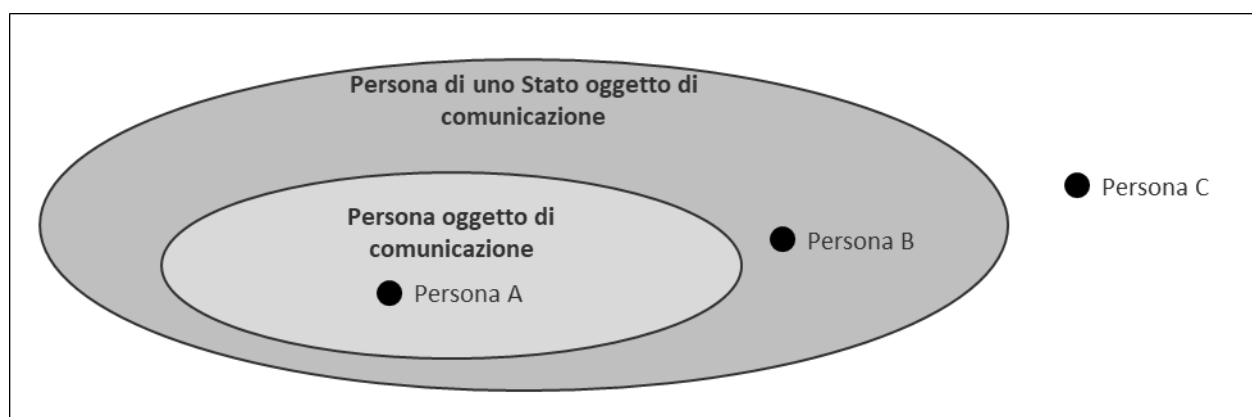 Persona di uno Stato oggetto di
comunicazione
Persona C
Persona oggetto di
comunicazione
Persona B
Persona A